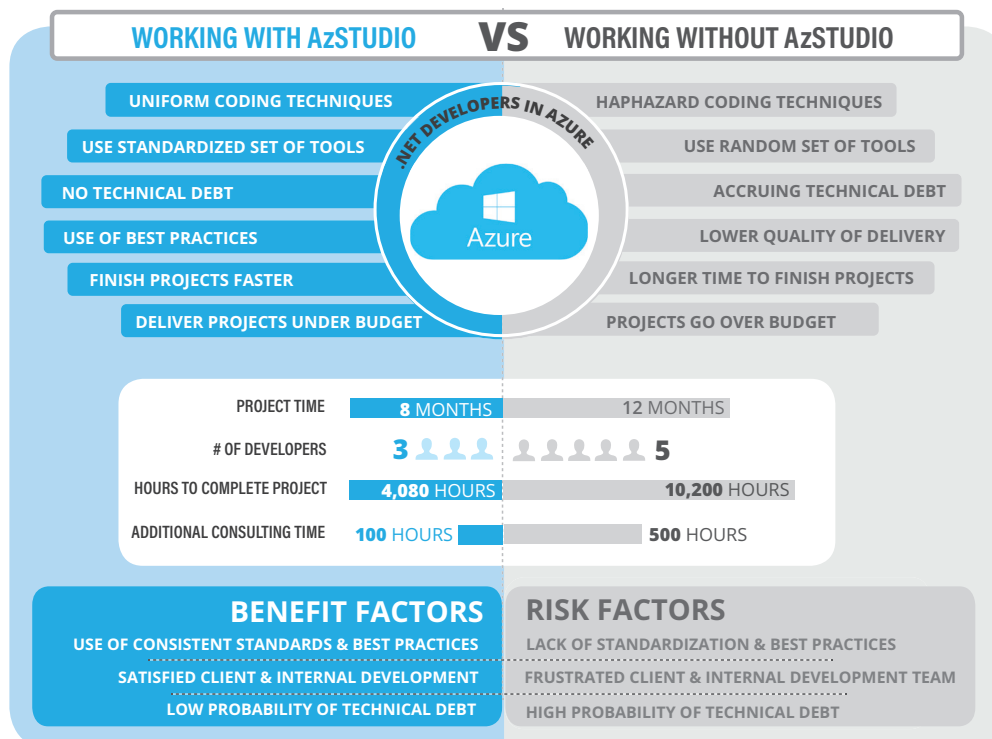 WORKING WITH AzSTUDIO VS WORKING WITHOUT AzSTUDIO
.NET DEVELOPERS IN AZURE
Azure
UNIFORM CODING TECHNIQUES
USE STANDARDIZED SET OF TOOLS
NO TECHNICAL DEBT
USE OF BEST PRACTICES
FINISH PROJECTS FASTER
DELIVER PROJECTS UNDER BUDGET
HAPHAZARD CODING TECHNIQUES
USE RANDOM SET OF TOOLS
ACCRUING TECHNICAL DEBT
LOWER QUALITY OF DELIVERY
LONGER TIME TO FINISH PROJECTS
PROJECTS GO OVER BUDGET
PROJECT TIME 8 MONTHS 12 MONTHS
# OF DEVELOPERS 3 5
HOURS TO COMPLETE PROJECT 4,080 HOURS 10,200 HOURS
ADDITIONAL CONSULTING TIME 100 HOURS 500 HOURS
BENEFIT FACTORS
USE OF CONSISTENT STANDARDS & BEST PRACTICES
SATISFIED CLIENT & INTERNAL DEVELOPMENT
LOW PROBABILITY OF TECHNICAL DEBT
RISK FACTORS
LACK OF STANDARDIZATION & BEST PRACTICES
FRUSTRATED CLIENT & INTERNAL DEVELOPMENT TEAM
HIGH PROBABILITY OF TECHNICAL DEBT